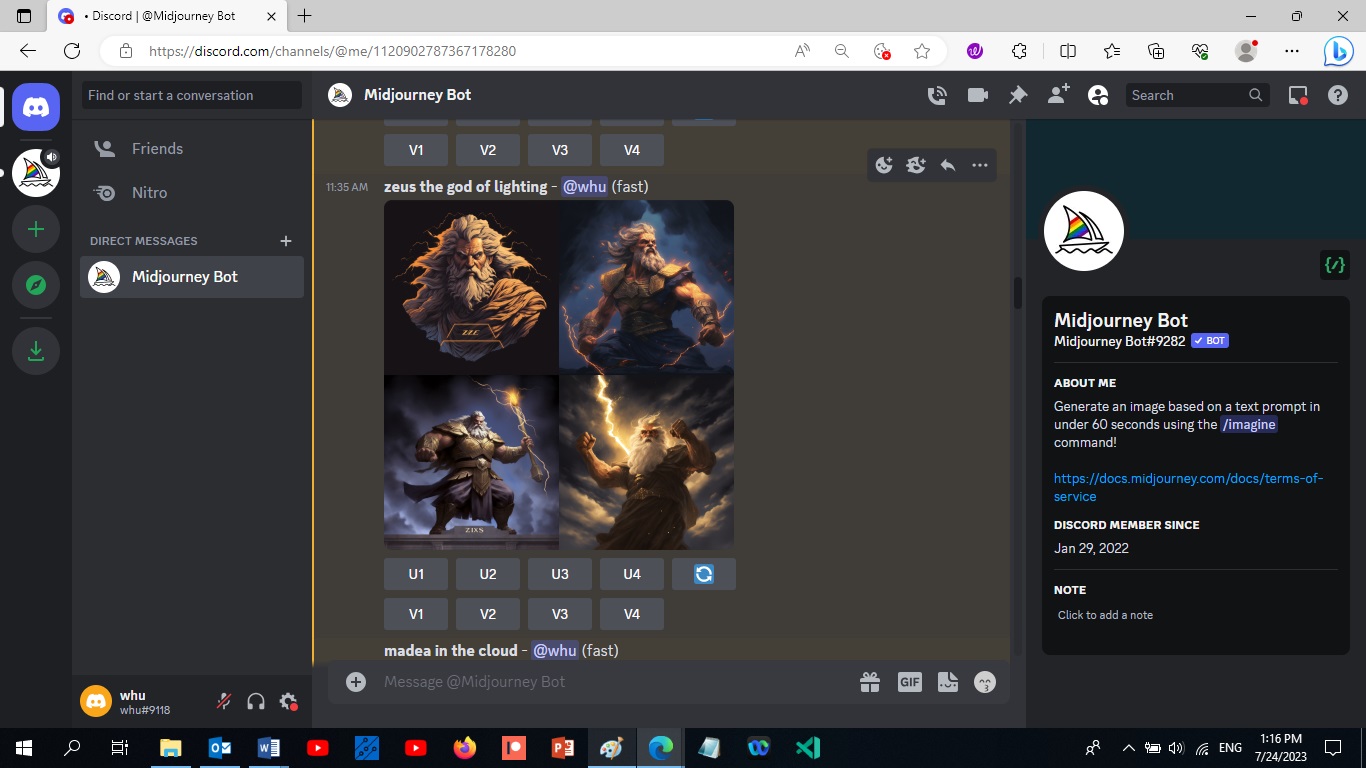 • Discord | @Midjourney Bot
https://discord.com/channels/@me/1120902787367178280
Find or start a conversation
Friends
Nitro
DIRECT MESSAGES
Midjourney Bot
whu
whu#9118
Midjourney Bot
Search
V1 V2 V3 V4
11:35 AM zeus the god of lighting - @whu (fast)
ZIXS
U1 U2 U3 U4
V1 V2 V3 V4
madea in the cloud - @whu (fast)
Message @Midjourney Bot
GIF
Midjourney Bot
Midjourney Bot#9282 BOT
ABOUT ME
Generate an image based on a text prompt in
under 60 seconds using the /imagine
command!
https://docs.midjourney.com/docs/terms-of-
service
DISCORD MEMBER SINCE
Jan 29, 2022
NOTE
Click to add a note
ENG
1:16 PM
7/24/2023